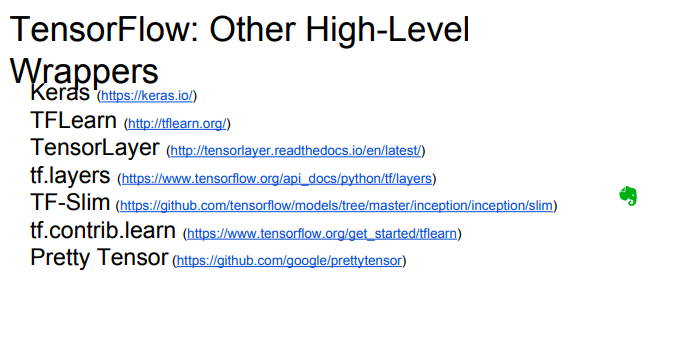 TensorFlow: Other High-Level
Wrappers
Keras (https://keras.io/)
TFLearn (http://tflearn.org/)
TensorLayer (http://tensorlayer.readthedocs.io/en/latest/)
tf.layers (https://www.tensorflow.org/api_docs/python/tf/layers)
TF-Slim (https://github.com/tensorflow/models/tree/master/inception/inception/slim)
tf.contrib.learn (https://www.tensorflow.org/get_started/tflearn)
Pretty Tensor (https://github.com/google/prettytensor)